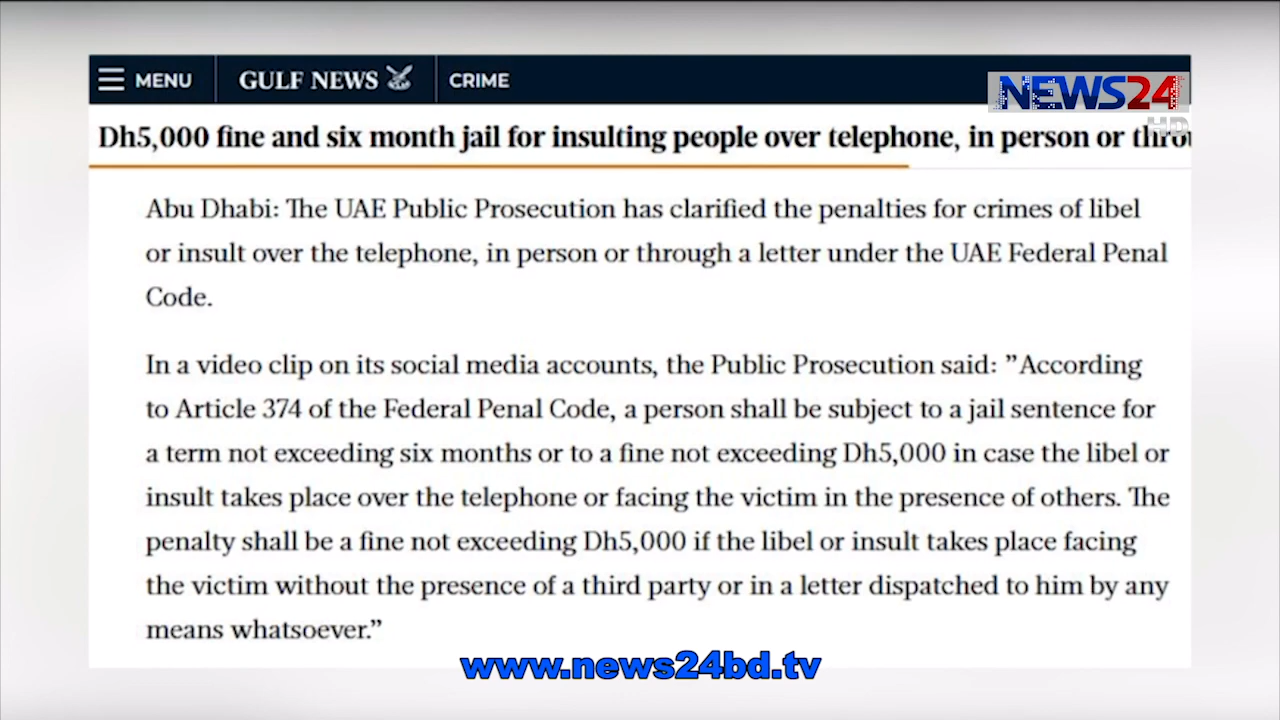 MENU
GULF NEWS
CRIME
NEWS24
HD
Dh5,000 fine and six month jail for insulting people over telephone, in person or
Abu Dhabi: The UAE Public Prosecution has clarified the penalties for crimes of libel
or insult over the telephone, in person or through a letter under the UAE Federal Penal
Code.
In a video clip on its social media accounts, the Public Prosecution said: ”According
to Article 374 of the Federal Penal Code, a person shall be subject to a jail sentence for
a term not exceeding six months or to a fine not exceeding Dh5,000 in case the libel or
insult takes place over the telephone or facing the victim in the presence of others. The
penalty shall be a fine not exceeding Dh5,000 if the libel or insult takes place facing
the victim without the presence of a third party or in a letter dispatched to him by any
means whatsoever.”
www.news24bd.tv